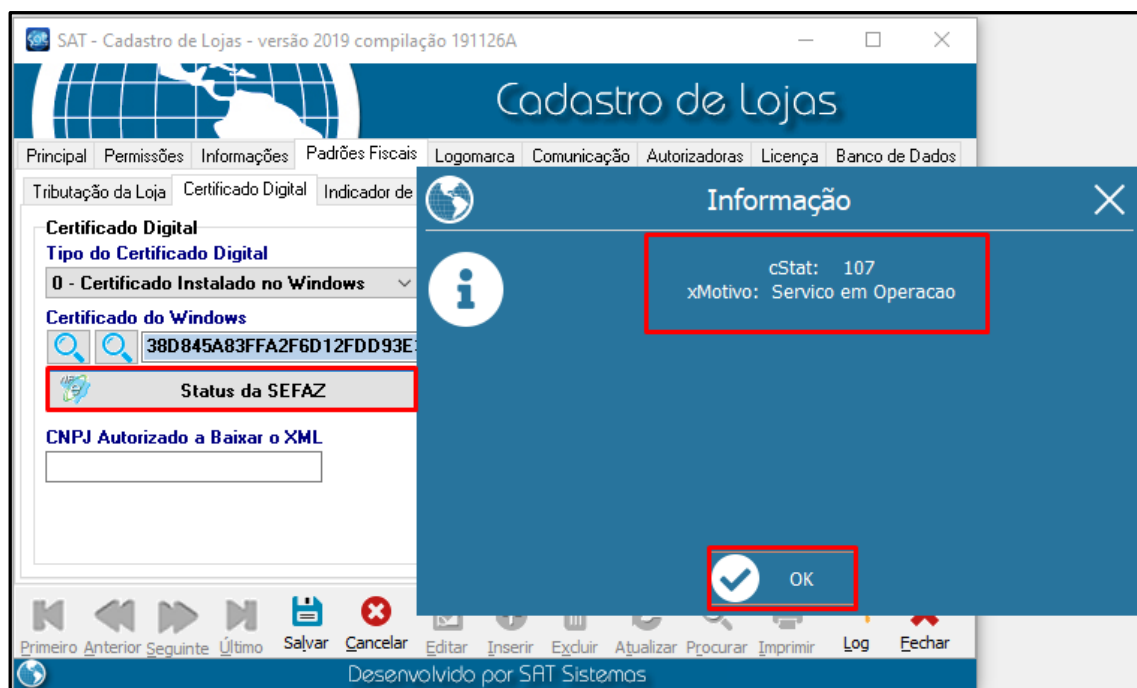 SAT - Cadastro de Lojas - versão 2019 compilação 191126A
Cadastro de Lojas
Principal Permissões Informações Padrões Fiscais Logomarca Comunicação Autorizadoras Licença Banco de Dados
Tributação da Loja Certificado Digital Indicador de
Informação
Certificado Digital
Tipo do Certificado Digital
0 - Certificado Instalado no Windows
cStat: 107
xMotivo: Servico em Operacao
Certificado do Windows
38D845A83FFA2F6D12FDD93E
Status da SEFAZ
CNPJ Autorizado a Baixar o XML
OK
Primeiro Anterior Seguinte Último Salvar Cancelar Editar Inserir Excluir Atualizar Procurar Imprimir Log Fechar
Desenvolvido por SAT Sistemas